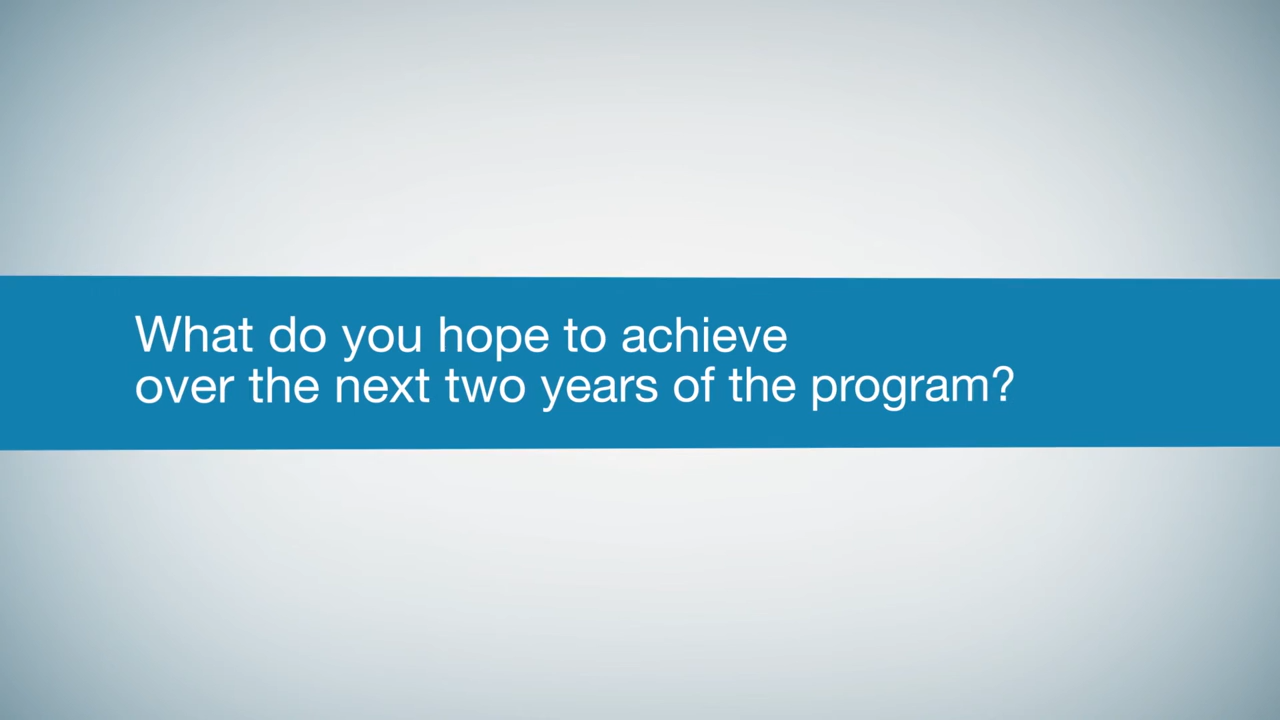 What do you hope to achieve
over the next two years of the program?